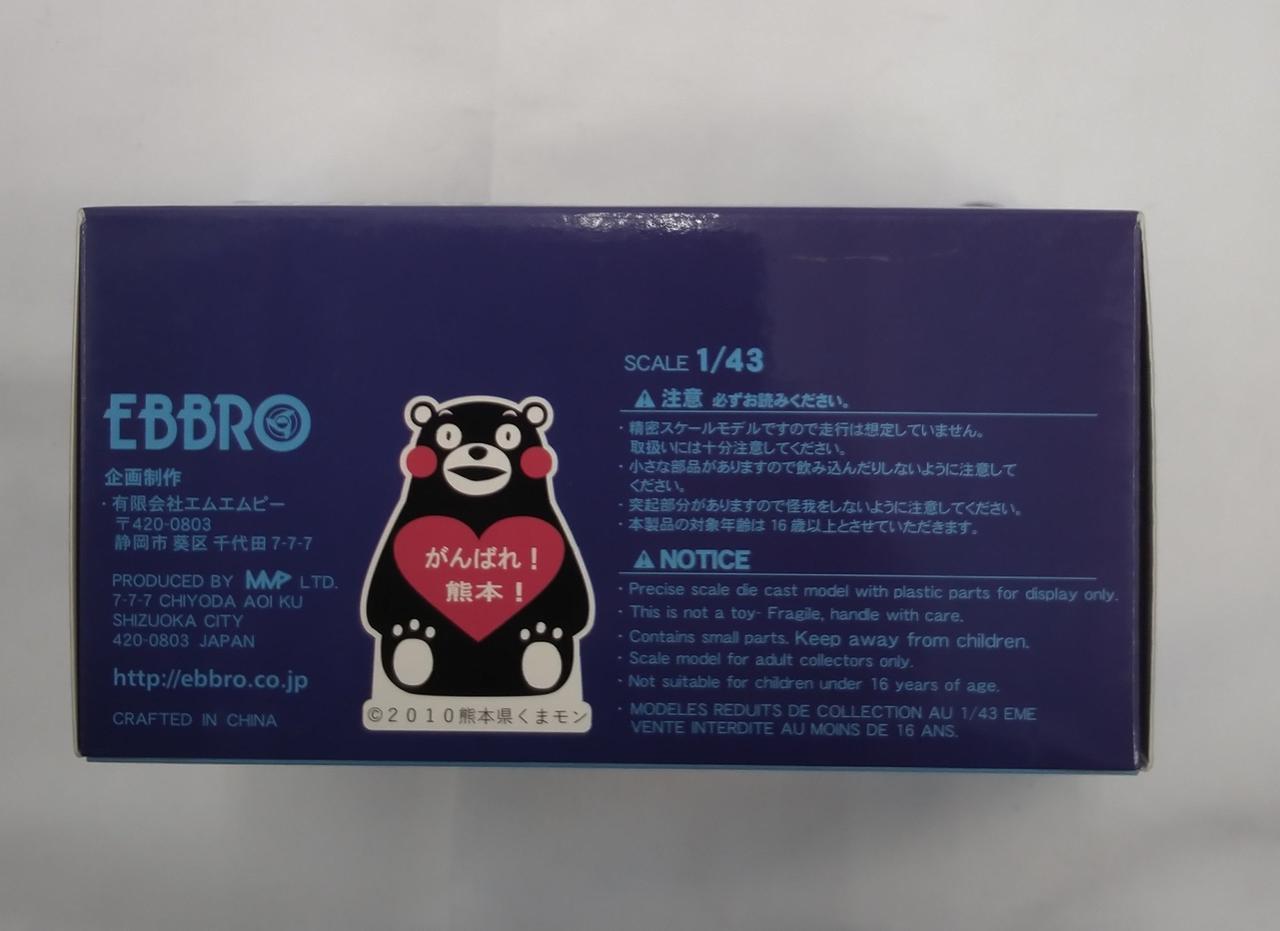 EBBRO
企画制作
・有限会社エムエムピー
〒420-0803
静岡市 葵区 千代田 7-7-7
PRODUCED BY MMP LTD.
7-7-7 CHIYODA AOI KU
SHIZUOKA CITY
420-0803 JAPAN
http://ebbro.co.jp
CRAFTED IN CHINA
がんばれ！
熊本！
©2010熊本県くまモン
SCALE 1/43
注意 必ずお読みください。
・精密スケールモデルですので走行は想定していません。
取扱いには十分注意してください。
・小さな部品がありますので飲み込んだりしないように注意して
ください。
・突起部分がありますので怪我をしないように注意してください。
・本製品の対象年齢は 16 歳以上とさせていただきます。
NOTICE
・Precise scale die cast model with plastic parts for display only.
・This is not a toy- Fragile, handle with care.
・Contains small parts. Keep away from children.
・Scale model for adult collectors only.
・Not suitable for children under 16 years of age.
・MODELES REDUITS DE COLLECTION AU 1/43 EME
VENTE INTERDITE AU MOINS DE 16 ANS.